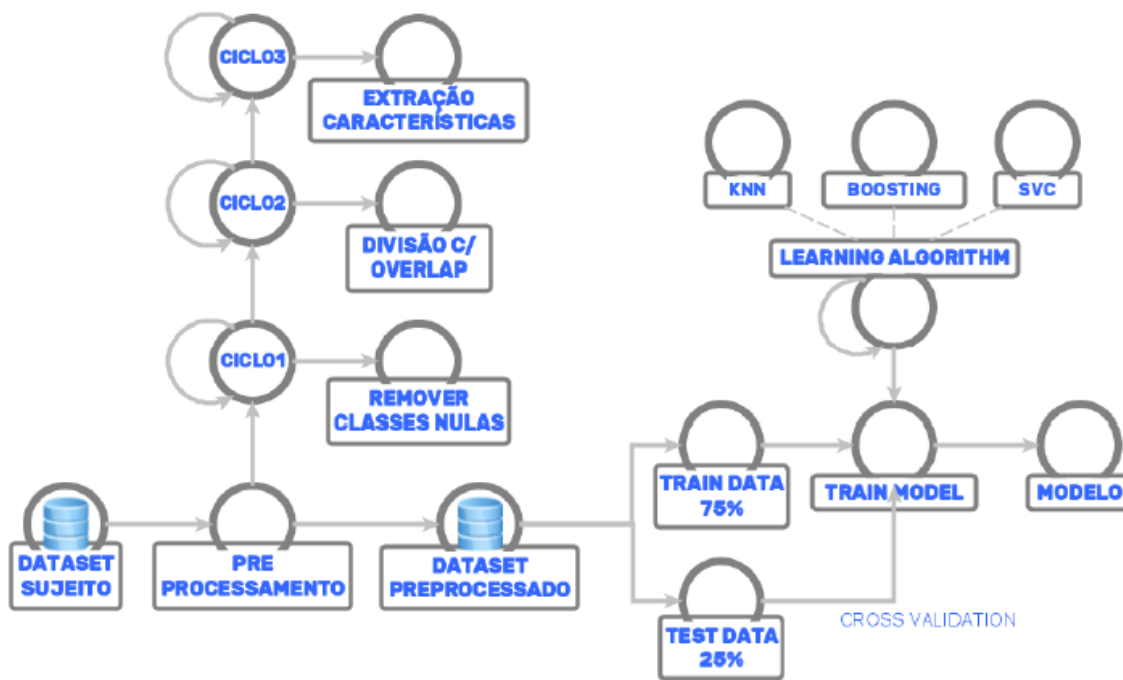 CICLO3
EXTRAÇÃO
CARACTERÍSTICAS
CICLO2
DIVISÃO C/
OVERLAP
CICLO1
REMOVER
CLASSES NULAS
KNN
BOOSTING
SVC
LEARNING ALGORITHM
DATASET
SUJEITO
PRE
PROCESSAMENTO
DATASET
PREPROCESSADO
TRAIN DATA
75%
TRAIN MODEL
MODELO
TEST DATA
25%
CROSS VALIDATION